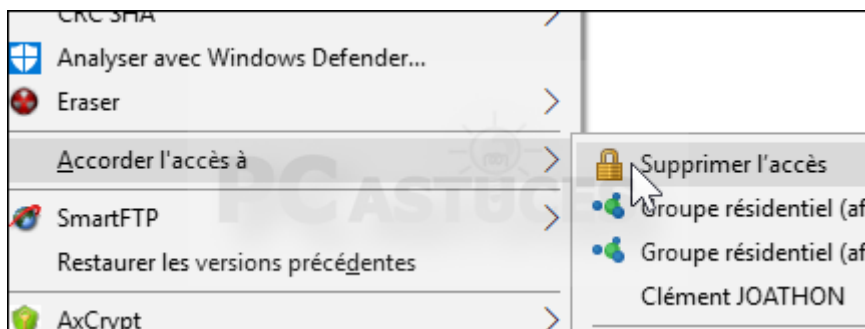 CRC SHA
Analyser avec Windows Defender...
Eraser
Accorder l'accès à
Supprimer l'accès
PC ASTUCES
SmartFTP
Groupe résidentiel (af
Restaurer les versions précédentes
Groupe résidentiel (af
Clément JOATHON
AxCrypt